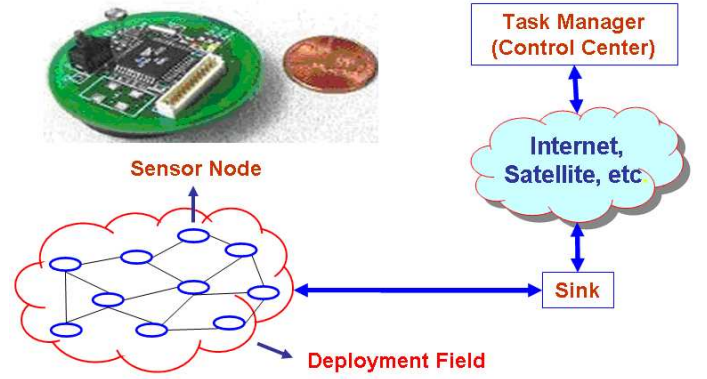 Task Manager
(Control Center)
Internet,
Satellite, etc.
Sensor Node
Sink
Deployment Field